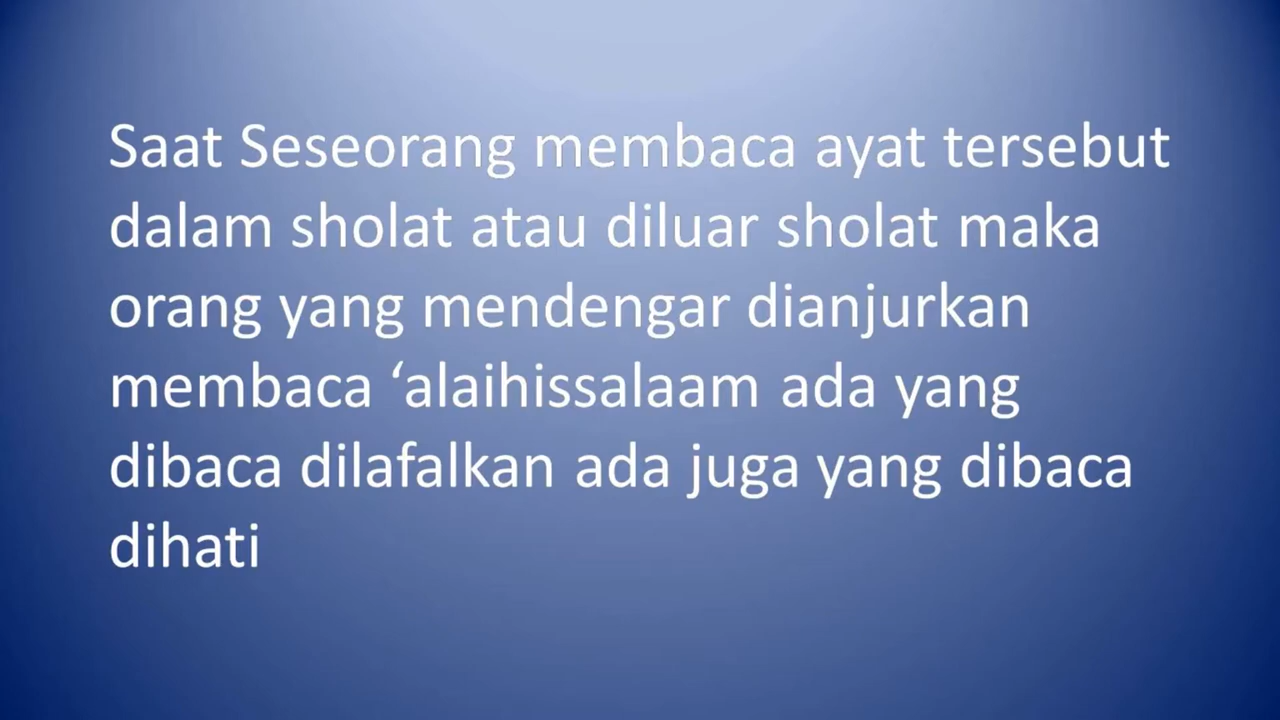 Saat Seseorang membaca ayat tersebut
dalam sholat atau diluar sholat maka
orang yang mendengar dianjurkan
membaca ‘alaihissalaam ada yang
dibaca dilafalkan ada juga yang dibaca
dihati